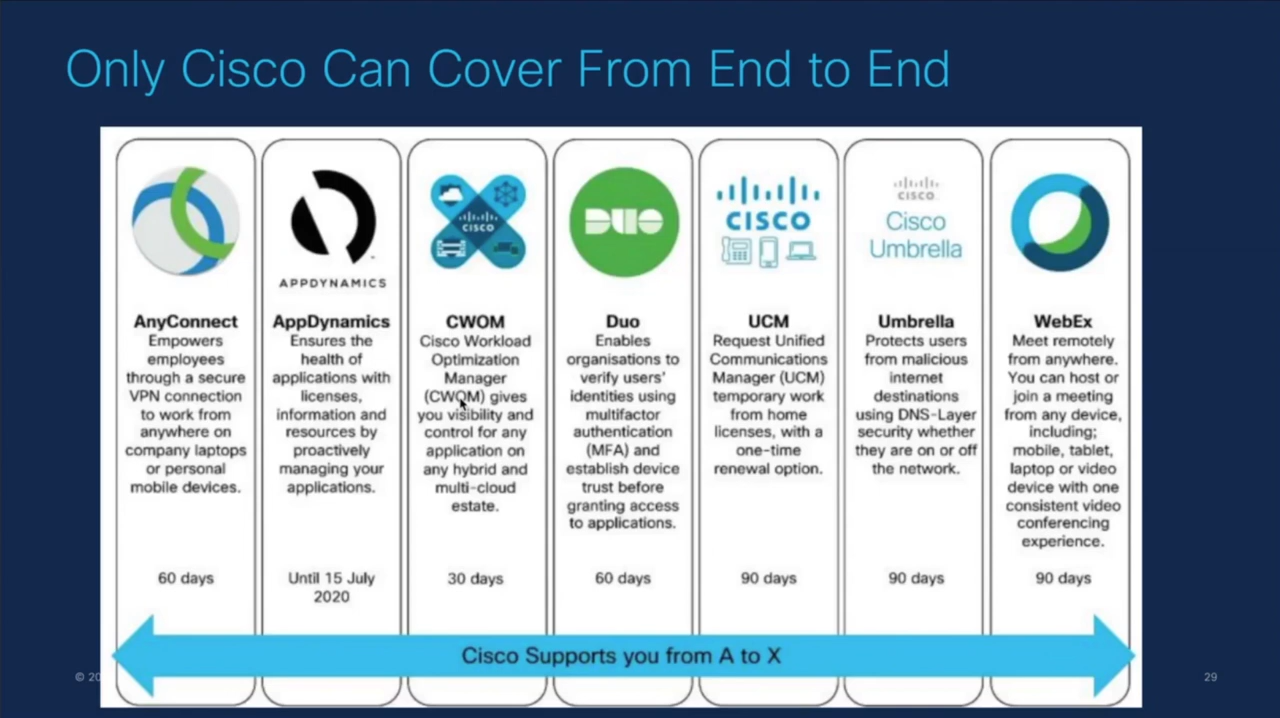 Only Cisco Can Cover From End to End
CISCO
APPDYNAMICS
CISCO
DUO
CISCO
CISCO
Cisco
Umbrella
AnyConnect
Empowers
employees
through a secure
VPN connection
to work from
anywhere on
company laptops
or personal
mobile devices.
60 days
AppDynamics
Ensures the
health of
applications with
licenses,
information and
resources by
proactively
managing your
applications.
Until 15 July
2020
CWOM
Cisco Workload
Optimization
Manager
(CWOM) gives
you visibility and
control for any
application on
any hybrid and
multi-cloud
estate.
30 days
Duo
Enables
organisations to
verify users'
identities using
multifactor
authentication
(MFA) and
establish device
trust before
granting access
to applications.
60 days
UCM
Request Unified
Communications
Manager (UCM)
temporary work
from home
licenses, with a
one-time
renewal option.
90 days
Umbrella
Protects users
from malicious
internet
destinations
using DNS-Layer
security whether
they are on or off
the network.
90 days
WebEx
Meet remotely
from anywhere.
You can host or
join a meeting
from any device,
including;
mobile, tablet,
laptop or video
device with one
consistent video
conferencing
experience.
90 days
Cisco Supports you from A to X
© 20
29